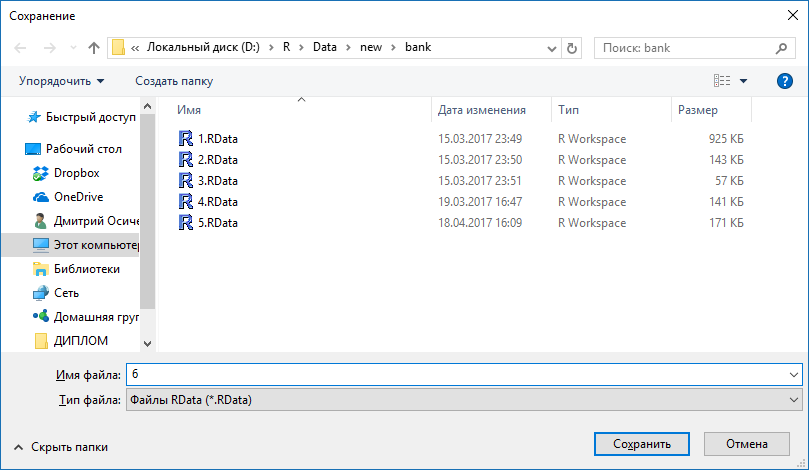 Сохранение
« Локальный диск (D:) › R › Data › new › bank
Поиск: bank
Упорядочить Создать папку
Быстрый доступ
Рабочий стол
Dropbox
OneDrive
Дмитрий Осиче
Этот компьютер
Библиотеки
Сеть
Домашняя груп
ДИПЛОМ
Имя Дата изменения Тип Размер
1.RData 15.03.2017 23:49 R Workspace 925 КБ
2.RData 15.03.2017 23:50 R Workspace 143 КБ
3.RData 15.03.2017 23:51 R Workspace 57 КБ
4.RData 19.03.2017 16:47 R Workspace 141 КБ
5.RData 18.04.2017 16:09 R Workspace 171 КБ
Имя файла: 6
Тип файла: Файлы RData (*.RData)
Скрыть папки
Сохранить Отмена